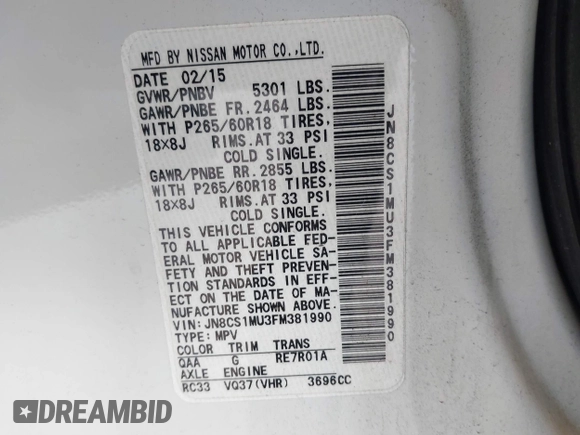 MFD BY NISSAN MOTOR CO.,LTD.
DATE 02/15
GVWR/PNBV 5301 LBS.
GAWR/PNBE FR. 2464 LBS.
WITH P265/60R18 TIRES,
18X8J RIMS. AT 33 PSI
COLD SINGLE.
GAWR/PNBE RR. 2855 LBS.
WITH P265/60R18 TIRES,
18X8J RIMS. AT 33 PSI
COLD SINGLE.
THIS VEHICLE CONFORMS
TO ALL APPLICABLE FED-
ERAL MOTOR VEHICLE SA-
FETY AND THEFT PREVEN-
TION STANDARDS IN EFF-
ECT ON THE DATE OF MA-
NUFACTURE SHOWN ABOVE.
VIN: JN8CS1MU3FM381990
TYPE: MPV
COLOR TRIM TRANS
QAA G RE7R01A
AXLE ENGINE
RC33 VQ37(VHR) 3696CC
JN8CS1MU3FM381990
DREAMBID
dreambid.com